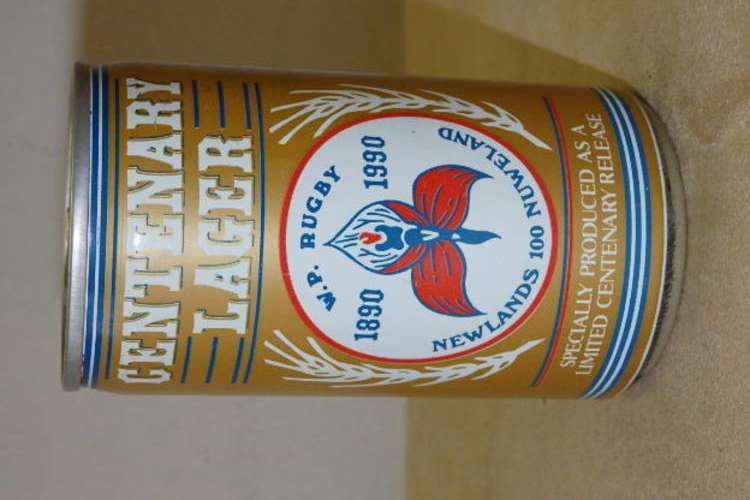 CENTENARY
LAGER
W.P. RUGBY
1890 1990
NEWLANDS 100 NUWELAND
SPECIALLY PRODUCED AS A
LIMITED CENTENARY RELEASE